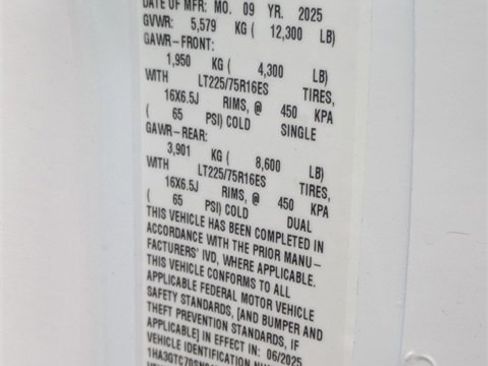 DATE OF MFR: MO. 09 YR. 2025
GVWR: 5,579 KG ( 12,300 LB)
GAWR-FRONT:
1,950 KG ( 4,300 LB)
WITH LT225/75R16ES TIRES,
16X6.5J RIMS, @ 450 KPA
( 65 PSI) COLD SINGLE
GAWR-REAR:
3,901 KG ( 8,600 LB)
WITH LT225/75R16ES TIRES,
16X6.5J RIMS, @ 450 KPA
( 65 PSI) COLD DUAL
THIS VEHICLE HAS BEEN COMPLETED IN
ACCORDANCE WITH THE PRIOR MANU-
FACTURERS' IVD, WHERE APPLICABLE.
THIS VEHICLE CONFORMS TO ALL
APPLICABLE FEDERAL MOTOR VEHICLE
SAFETY STANDARDS, [AND BUMPER AND
THEFT PREVENTION STANDARDS, IF
APPLICABLE] IN EFFECT IN: 06/2025
VEHICLE IDENTIFICATION